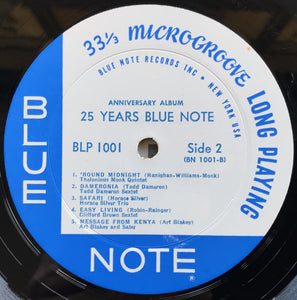 33⅓ MICROGROOVE LONG PLAYING
BLUE NOTE RECORDS INC • NEW YORK USA
ANNIVERSARY ALBUM
25 YEARS BLUE NOTE
BLP 1001 Side 2
(BN 1001-B)
1. 'ROUND MIDNIGHT (Hanighan-Williams-Monk)
Thelonious Monk Quintet
2. DAMERONIA (Tadd Dameron)
Tadd Dameron Sextet
3. SAFARI (Horace Silver)
Horace Silver Trio
4. EASY LIVING (Robin-Rainger)
Clifford Brown Sextet
5. MESSAGE FROM KENYA (Art Blakey)
Art Blakey and Sabu
BLUE
NOTE
®